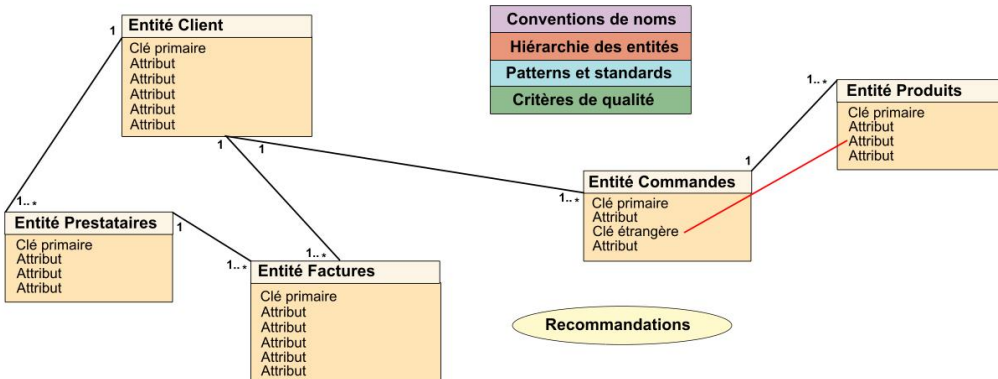 Entité Client
1
Clé primaire
Attribut
Attribut
Attribut
Attribut
Attribut
1
1
Conventions de noms
Hiérarchie des entités
Patterns et standards
Critères de qualité
1..*
Entité Produits
Clé primaire
Attribut
Attribut
Attribut
1
1..*
Entité Commandes
Clé primaire
Attribut
Clé étrangère
Attribut
1..*
Entité Prestataires
1
Clé primaire
Attribut
Attribut
Attribut
1..*
1..*
Entité Factures
Clé primaire
Attribut
Attribut
Attribut
Attribut
Attribut
Recommandations